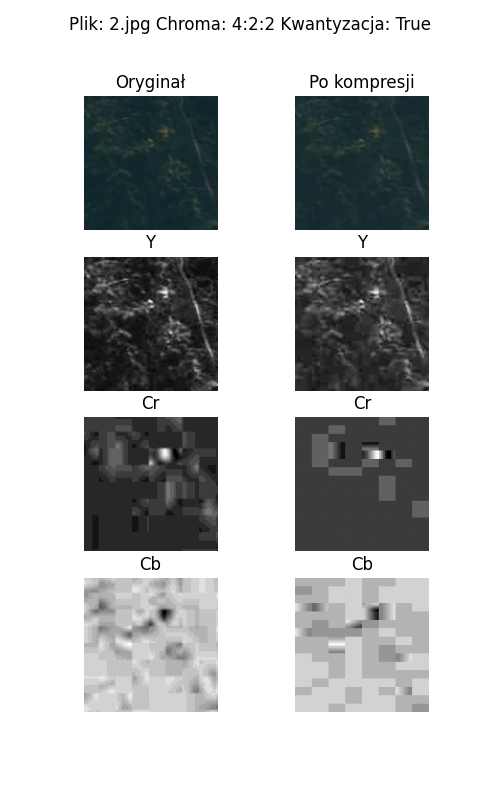 Plik: 2.jpg Chroma: 4:2:2 Kwantyzacja: True
Oryginał
Po kompresji
Y
Y
Cr
Cr
Cb
Cb